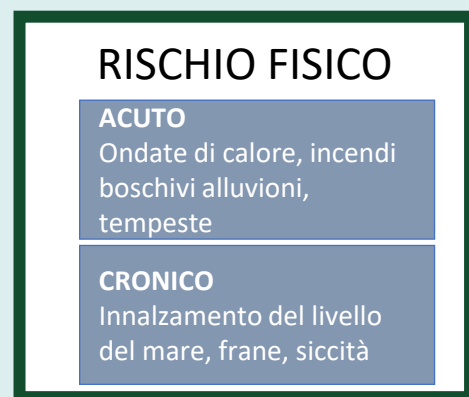 RISCHIO FISICO
ACUTO
Ondate di calore, incendi
boschivi alluvioni,
tempeste
CRONICO
Innalzamento del livello
del mare, frane, siccità